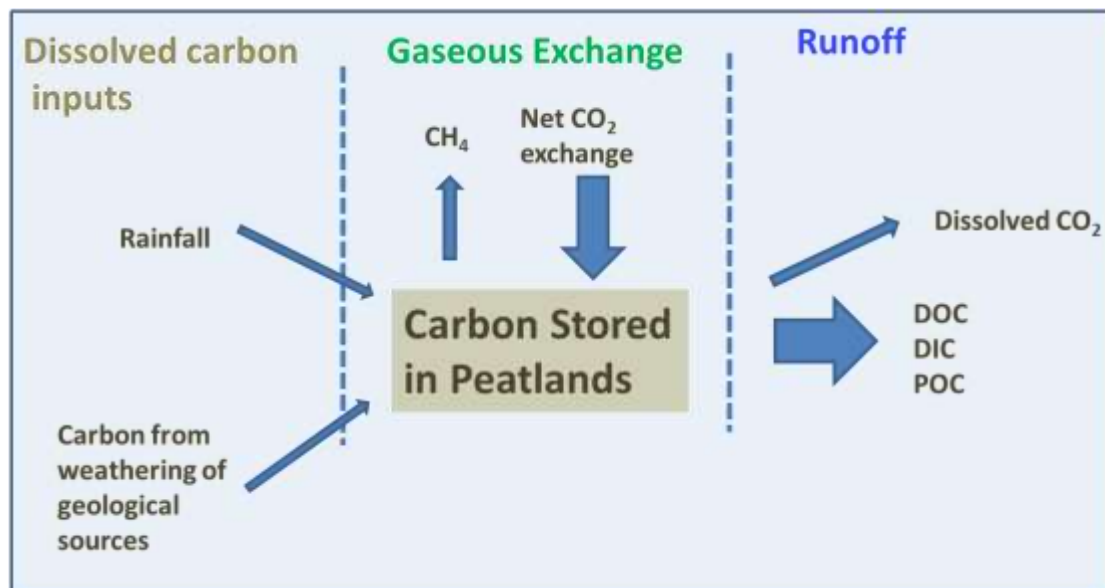 Dissolved carbon
inputs
Gaseous Exchange
Runoff
CH₄
Net CO₂
exchange
Rainfall
Dissolved CO₂
Carbon Stored
in Peatlands
DOC
DIC
POC
Carbon from
weathering of
geological
sources